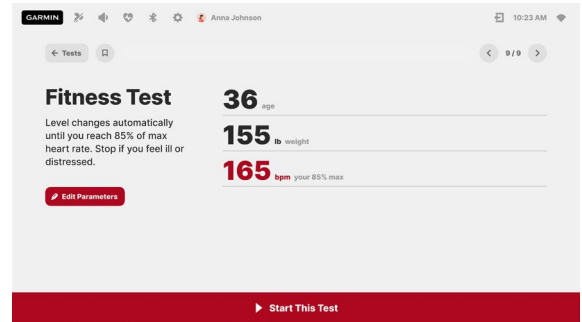 GARMIN Anna Johnson 10:23 AM
Tests 9/9
Fitness Test
Level changes automatically
until you reach 85% of max
heart rate. Stop if you feel ill or
distressed.
Edit Parameters
36 age
155 lb weight
165 bpm your 85% max
Start This Test